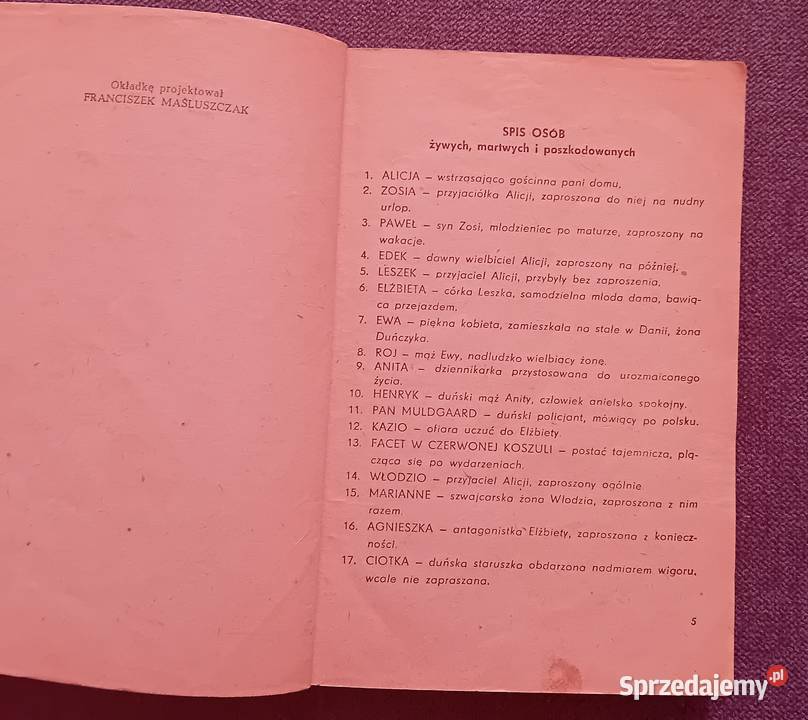 Okładkę projektował
FRANCISZEK MAŚLUSZCZAK
SPIS OSÓB
żywych, martwych i poszkodowanych
1. ALICJA – wstrząsająco gościnna pani domu.
2. ZOSIA – przyjaciółka Alicji, zaproszona do niej na nudny
urlop.
3. PAWEŁ – syn Zosi, młodzieniec po maturze, zaproszony na
wakacje.
4. EDEK – dawny wielbiciel Alicji, zaproszony na później.
5. LESZEK – przyjaciel Alicji, przybyły bez zaproszenia.
6. ELŻBIETA – córka Leszka, samodzielna młoda dama, bawią-
ca przejazdem.
7. EWA – piękna kobieta, zamieszkała na stałe w Danii, żona
Duńczyka.
8. ROJ – mąż Ewy, nadludzko wielbiący żonę.
9. ANITA – dziennikarka przystosowana do urozmaiconego
życia.
10. HENRYK – duński mąż Anity, człowiek anielsko spokojny.
11. PAN MULDGAARD – duński policjant, mówiący po polsku.
12. KAZIO – ofiara uczuć do Elżbiety.
13. FACET W CZERWONEJ KOSZULI – postać tajemnicza, plą-
cząca się po wydarzeniach.
14. WŁODZIO – przyjaciel Alicji, zaproszony ogólnie
15. MARIANNE – szwajcarska żona Włodzia, zaproszona z nim
razem.
16. AGNIESZKA – antagonistka Elżbiety, zaproszona z koniecz-
ności.
17. CIOTKA – duńska staruszka obdarzona nadmiarem wigoru,
wcale nie zapraszana.
5
Sprzedajemy.pl